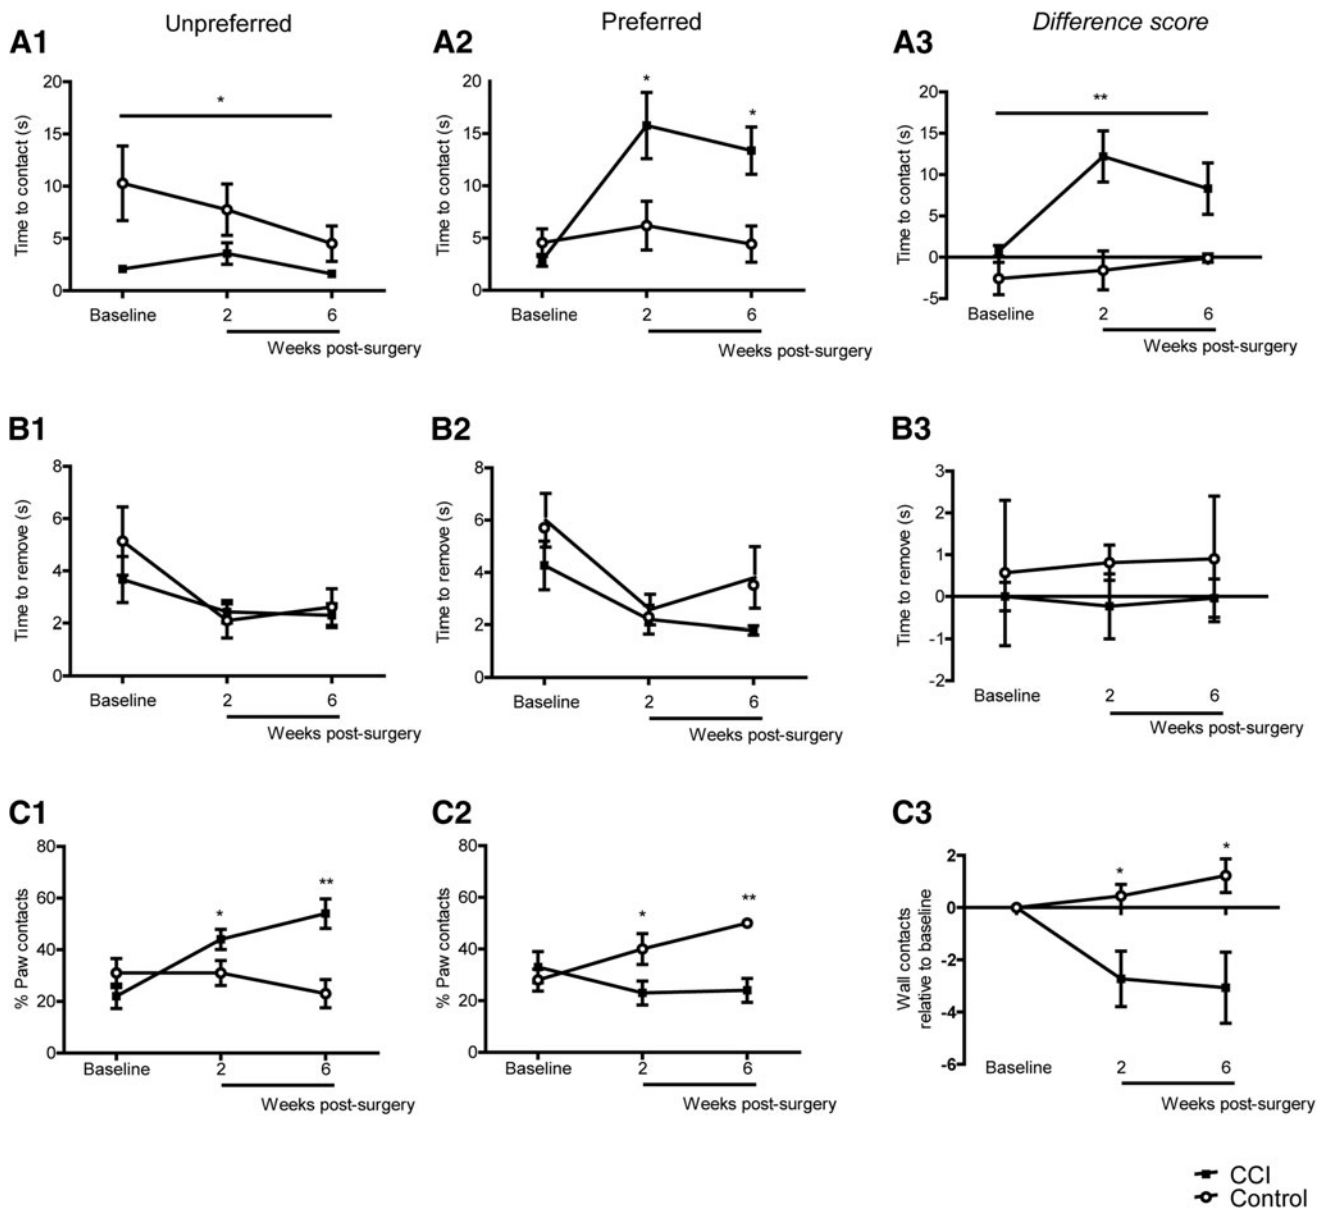 Unpreferred
Preferred
Difference score
A1
A2
A3
Time to contact (s)
20
15
10
5
0
*
Baseline
2
6
Weeks post-surgery
Time to contact (s)
20
15
10
5
0
*
*
Baseline
2
6
Weeks post-surgery
Time to contact (s)
20
15
10
5
0
-5
**
Baseline
2
6
Weeks post-surgery
B1
B2
B3
Time to remove (s)
8
6
4
2
0
Baseline
2
6
Weeks post-surgery
Time to remove (s)
8
6
4
2
0
Baseline
2
6
Weeks post-surgery
Time to remove (s)
3
2
1
0
-1
-2
Baseline
2
6
Weeks post-surgery
C1
C2
C3
% Paw contacts
80
60
40
20
0
*
**
Baseline
2
6
Weeks post-surgery
% Paw contacts
80
60
40
20
0
*
**
Baseline
2
6
Weeks post-surgery
Wall contacts
relative to baseline
2
0
-2
-4
-6
*
*
Baseline
2
6
Weeks post-surgery
CCI
Control